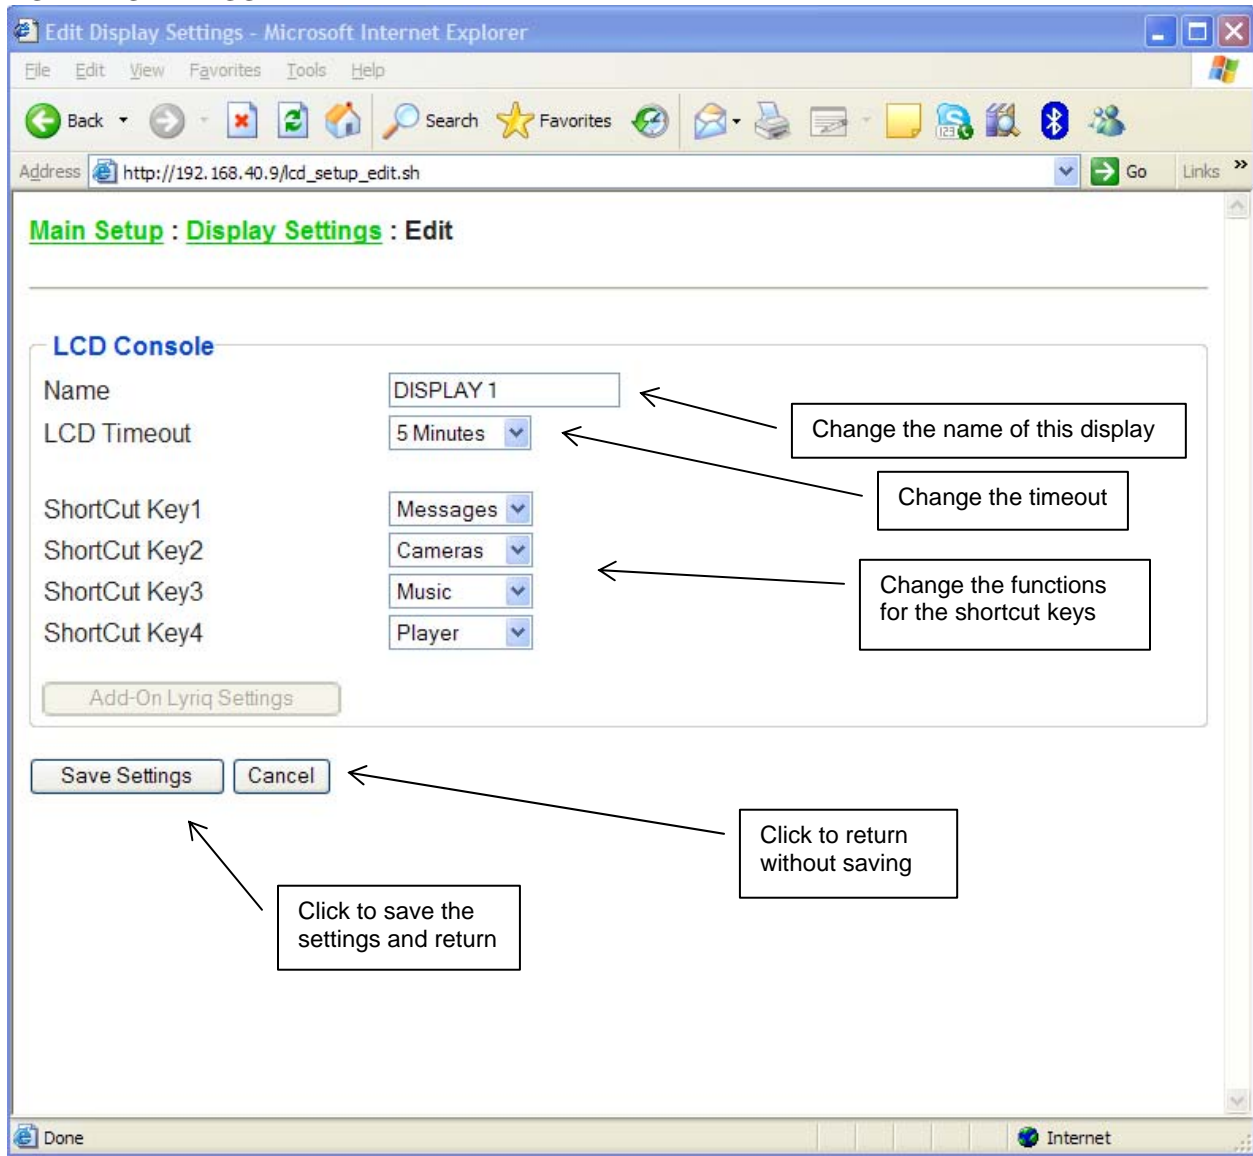 Edit Display Settings - Microsoft Internet Explorer
File Edit View Favorites Tools Help
Back Search Favorites
Address http://192.168.40.9/lcd_setup_edit.sh Go Links »
Main Setup : Display Settings : Edit
LCD Console
Name DISPLAY 1
Change the name of this display
LCD Timeout 5 Minutes
Change the timeout
ShortCut Key1 Messages
ShortCut Key2 Cameras
ShortCut Key3 Music
ShortCut Key4 Player
Change the functions
for the shortcut keys
Add-On Lyriq Settings
Save Settings Cancel
Click to return
without saving
Click to save the
settings and return
Done Internet